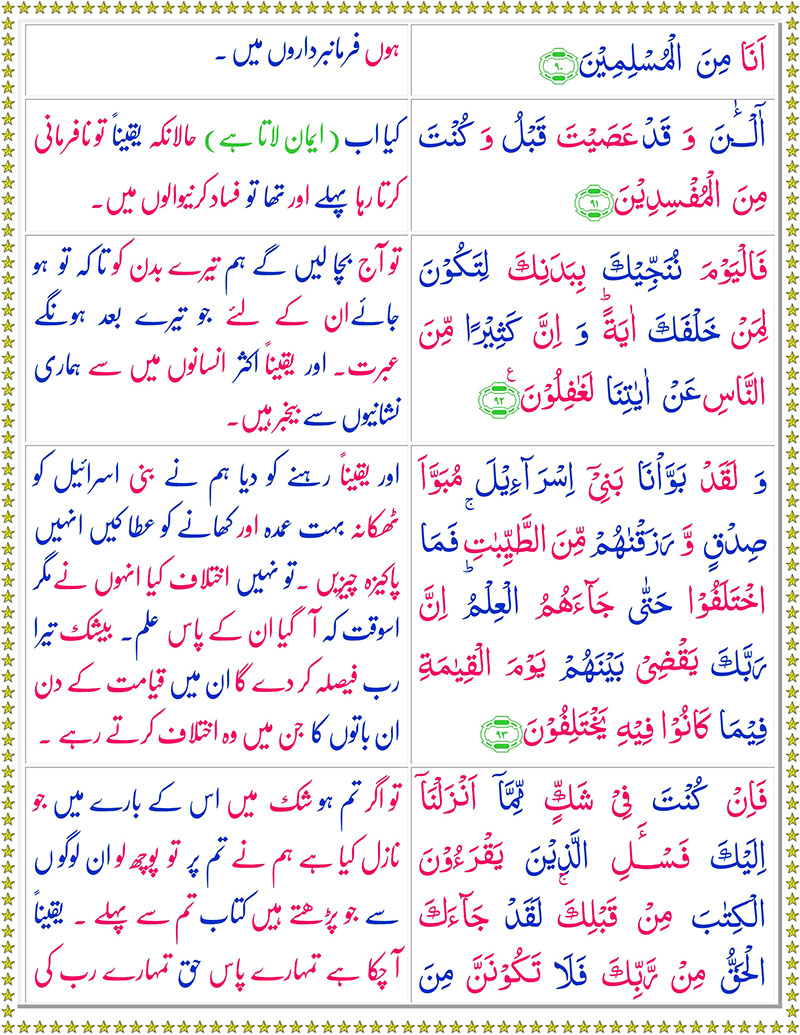 اَنَا مِنَ الْمُسْلِمِيْنَ ﴿۹۰﴾
ہوں فرمانبرداروں میں ۔
آٰلْـٰٔنَ وَ قَدْ عَصَيْتَ قَبْلُ وَ كُنْتَ
مِنَ الْمُفْسِدِيْنَ ﴿۹۱﴾
کیا اب (ایمان لاتا ہے) حالانکہ یقیناً تو نافرمانی
کرتا رہا پہلے اور تھا تو فساد کرنیوالوں میں۔
فَالْيَوْمَ نُنَجِّيْكَ بِبَدَنِكَ لِتَكُوْنَ
لِمَنْ خَلْفَكَ اٰيَةً ؕ وَ اِنَّ كَثِيْرًا مِّنَ
النَّاسِ عَنْ اٰيٰتِنَا لَغٰفِلُوْنَ ﴿۹۲﴾ ع
تو آج بچا لیں گے ہم تیرے بدن کو تاکہ تو ہو
جائے ان کے لئے جو تیرے بعد ہونگے
عبرت۔ اور یقیناً اکثر انسانوں میں سے ہماری
نشانیوں سے بیخبر ہیں۔
وَ لَقَدْ بَوَّاْنَا بَنِيْۤ اِسْرَآءِيْلَ مُبَوَّاَ
صِدْقٍ وَّ رَزَقْنٰهُمْ مِّنَ الطَّيِّبٰتِ ۚ فَمَا
اخْتَلَفُوْا حَتّٰى جَآءَهُمُ الْعِلْمُ ؕ اِنَّ
رَبَّكَ يَقْضِيْ بَيْنَهُمْ يَوْمَ الْقِيٰمَةِ
فِيْمَا كَانُوْا فِيْهِ يَخْتَلِفُوْنَ ﴿۹۳﴾
اور یقیناً رہنے کو دیا ہم نے بنی اسرائیل کو
ٹھکانہ بہت عمدہ اور کھانے کو عطا کیں انہیں
پاکیزہ چیزیں ۔ تو نہیں اختلاف کیا انہوں نے مگر
اسوقت کہ آ گیا ان کے پاس علم۔ بیشک تیرا
رب فیصلہ کر دے گا ان میں قیامت کے دن
ان باتوں کا جن میں وہ اختلاف کرتے رہے ۔
فَاِنْ كُنْتَ فِيْ شَكٍّ مِّمَّاۤ اَنْزَلْنَاۤ
اِلَيْكَ فَسْـَٔلِ الَّذِيْنَ يَقْرَءُوْنَ
الْكِتٰبَ مِنْ قَبْلِكَ ۚ لَقَدْ جَآءَكَ
الْحَقُّ مِنْ رَّبِّكَ فَلَا تَكُوْنَنَّ مِنَ
تو اگر تم ہو شک میں اس کے بارے میں جو
نازل کیا ہے ہم نے تم پر تو پوچھ لو ان لوگوں
سے جو پڑھتے ہیں کتاب تم سے پہلے ۔ یقیناً
آ چکا ہے تمہارے پاس حق تمہارے رب کی